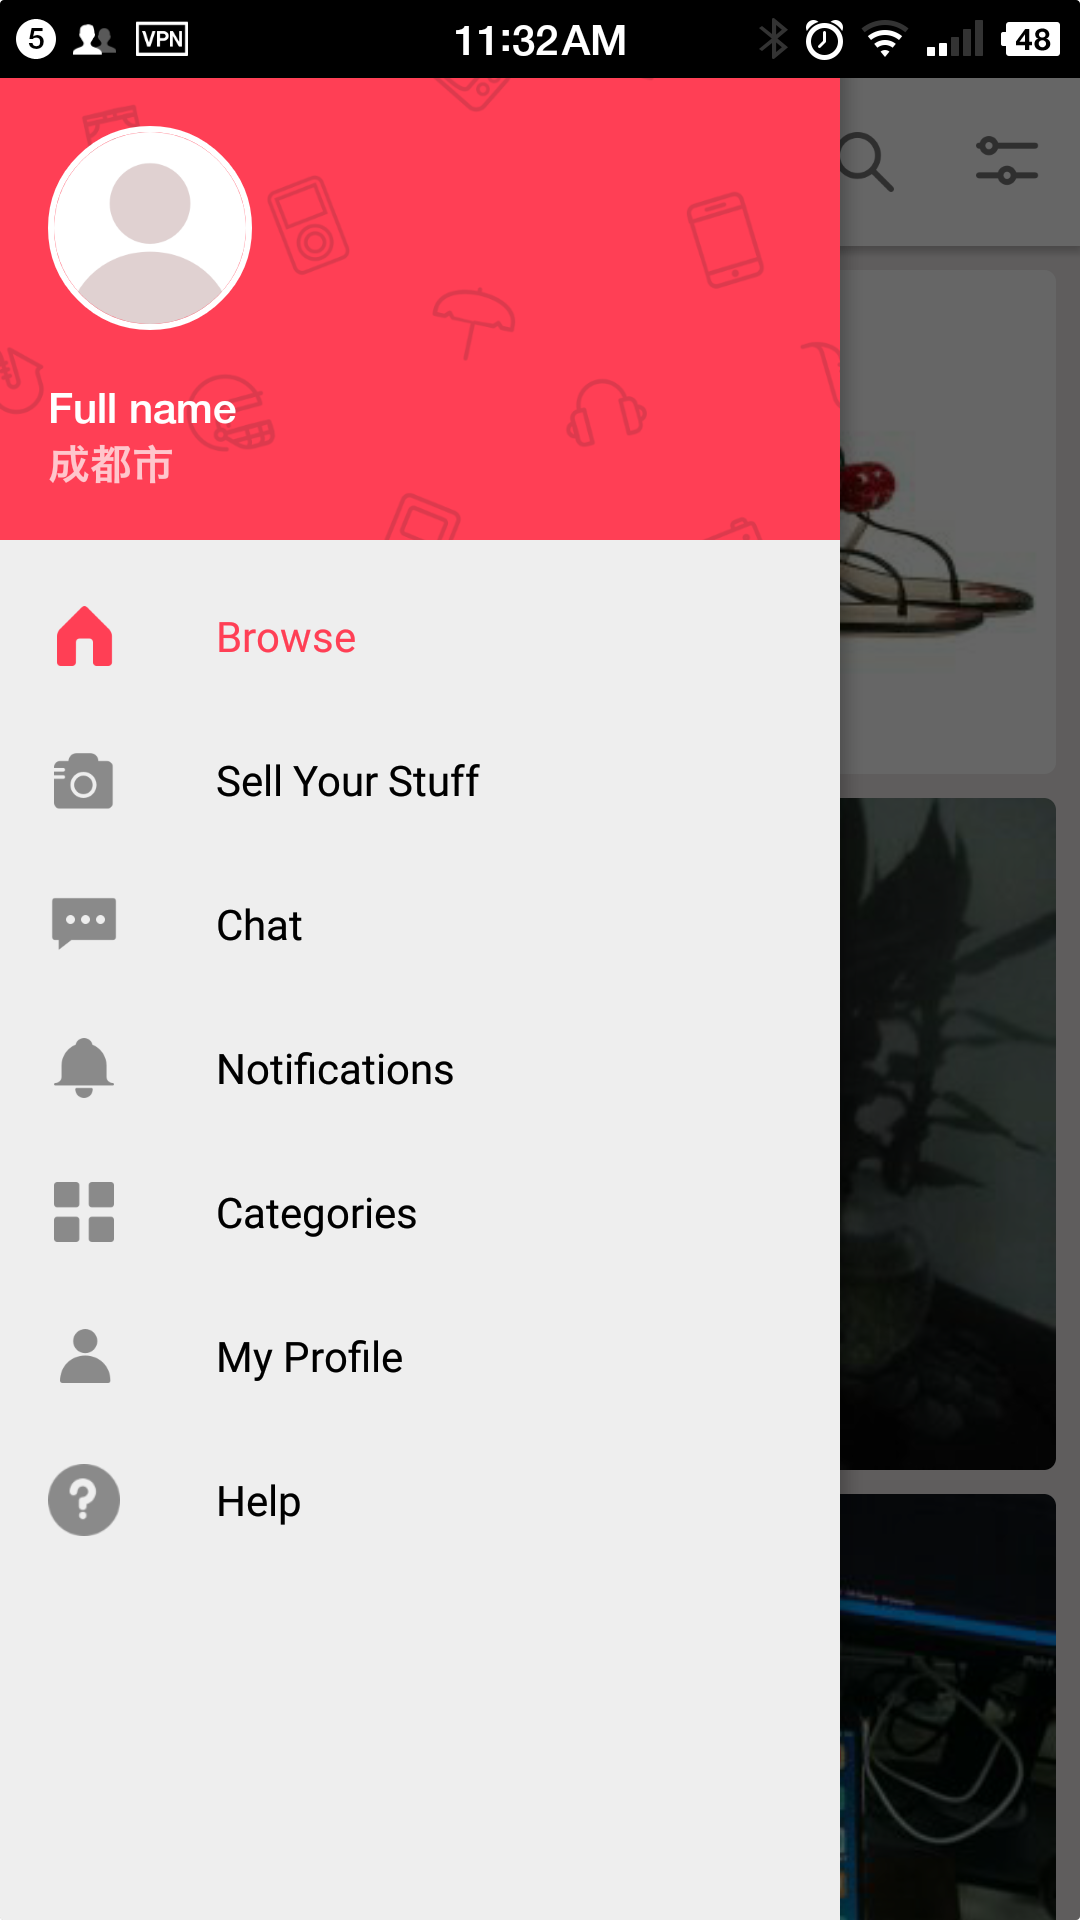 5 VPN 11:32AM 48
Full name
成都市
Browse
Sell Your Stuff
Chat
Notifications
Categories
My Profile
Help